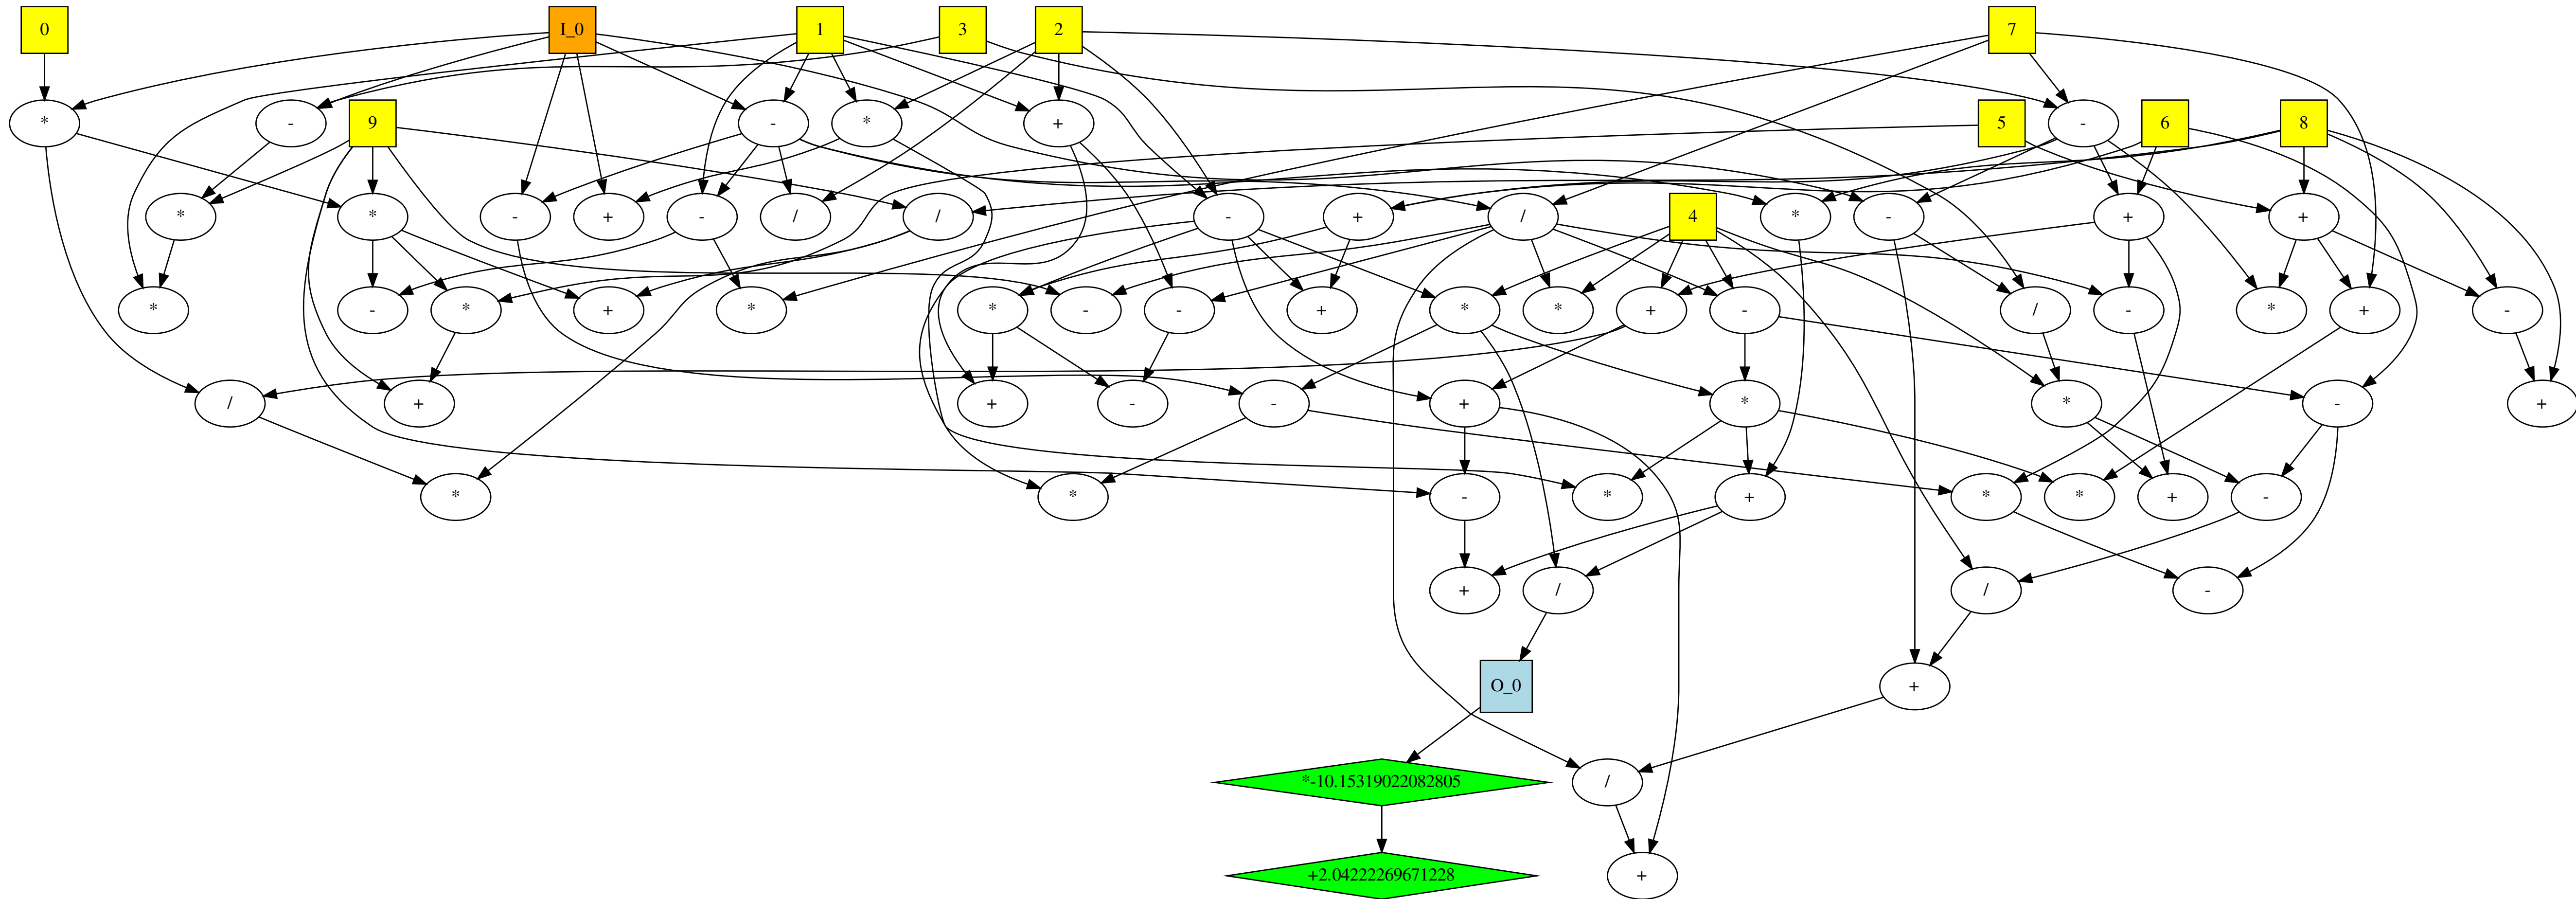 0 I_0 1 3 2 7
* - 9 - * + 5 - 6 8
* * - + - / / - + / 4 * - + +
* - * + * - * - + * * + - / - * + -
/ + + - - + * * - +
* * - * + * * + -
+ / / -
O_0 +
*-10.15319022082805 /
+2.04222269671228 +